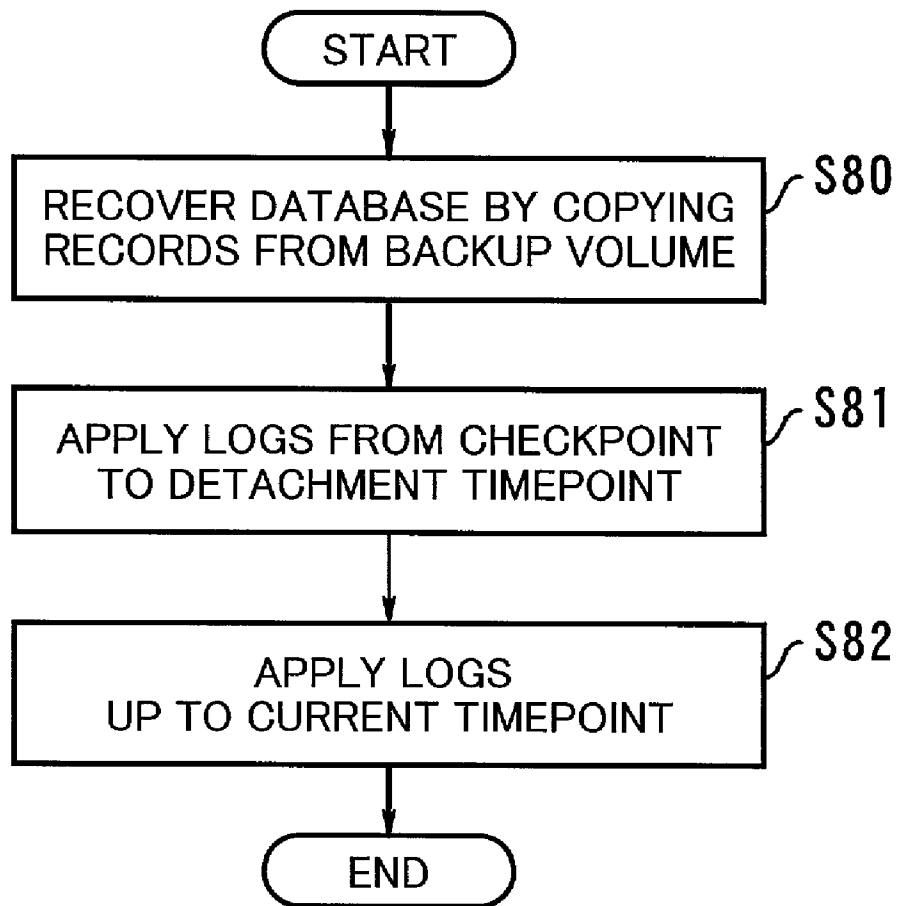 START
S80
RECOVER DATABASE BY COPYING
RECORDS FROM BACKUP VOLUME
S81
APPLY LOGS FROM CHECKPOINT
TO DETACHMENT TIMEPOINT
S82
APPLY LOGS
UP TO CURRENT TIMEPOINT
END